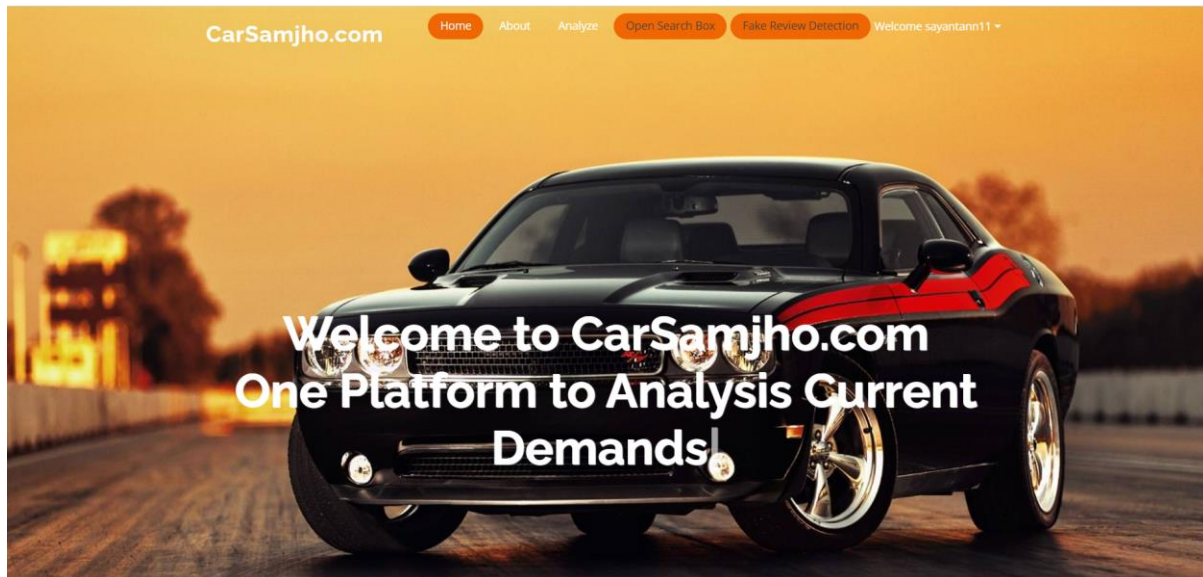 CarSamjho.com
Home About Analyze Open Search Box Fake Review Detection Welcome sayantann11
Welcome to CarSamjho.com
One Platform to Analysis Current
Demands